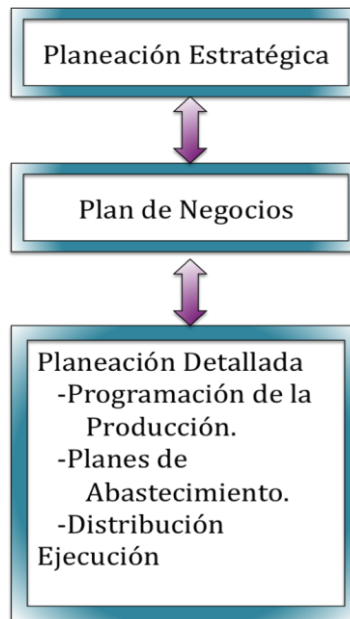 Planeación Estratégica
Plan de Negocios
Planeación Detallada
-Programación de la
Producción.
-Planes de
Abastecimiento.
-Distribución
Ejecución